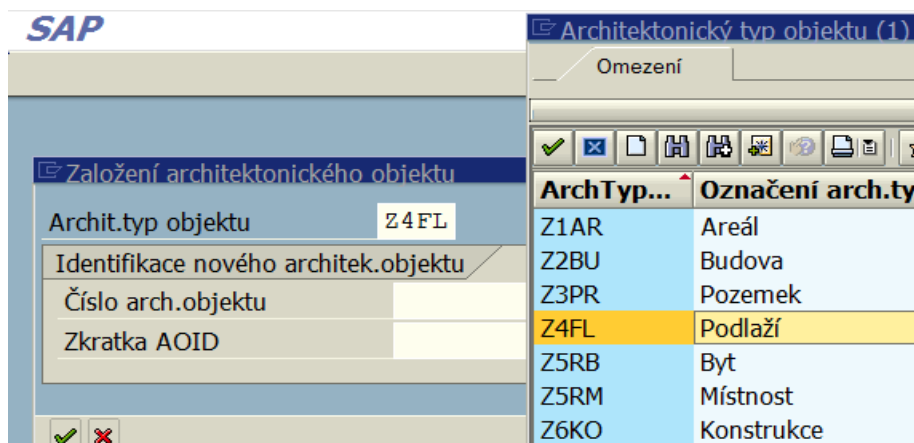 SAP
Založení architektonického objektu
Archit.typ objektu Z4FL
Identifikace nového architek.objektu
Číslo arch.objektu
Zkratka AOID
Architektonický typ objektu (1)
Omezení
ArchTyp... Označení arch.ty
Z1AR Areál
Z2BU Budova
Z3PR Pozemek
Z4FL Podlaží
Z5RB Byt
Z5RM Místnost
Z6KO Konstrukce